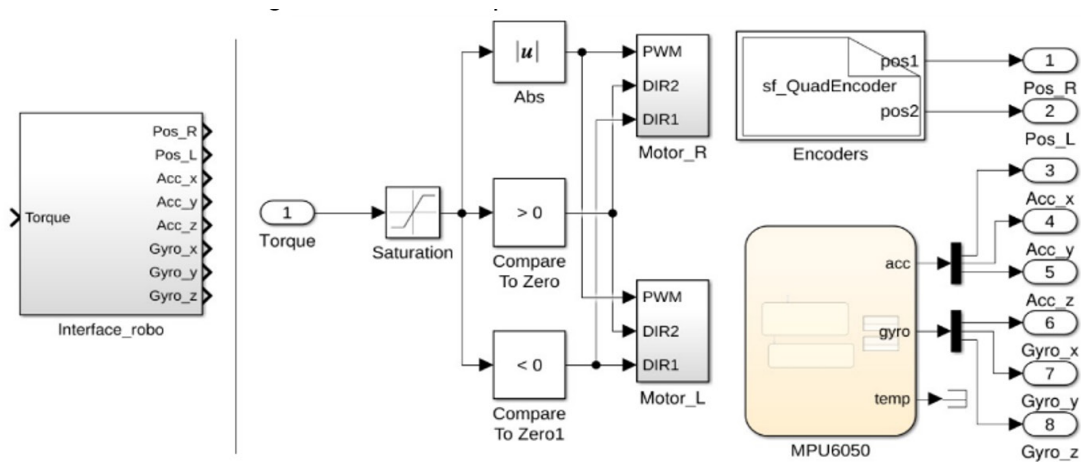 Pos_R
Pos_L
Acc_x
Acc_y
Acc_z
Gyro_x
Gyro_y
Gyro_z
Torque
Interface_robo
1
Torque
Saturation
|u|
Abs
> 0
Compare
To Zero
< 0
Compare
To Zero1
PWM
DIR2
DIR1
Motor_R
PWM
DIR2
DIR1
Motor_L
sf_QuadEncoder
pos1
pos2
Encoders
acc
gyro
temp
MPU6050
1
Pos_R
2
Pos_L
3
Acc_x
4
Acc_y
5
Acc_z
6
Gyro_x
7
Gyro_y
8
Gyro_z